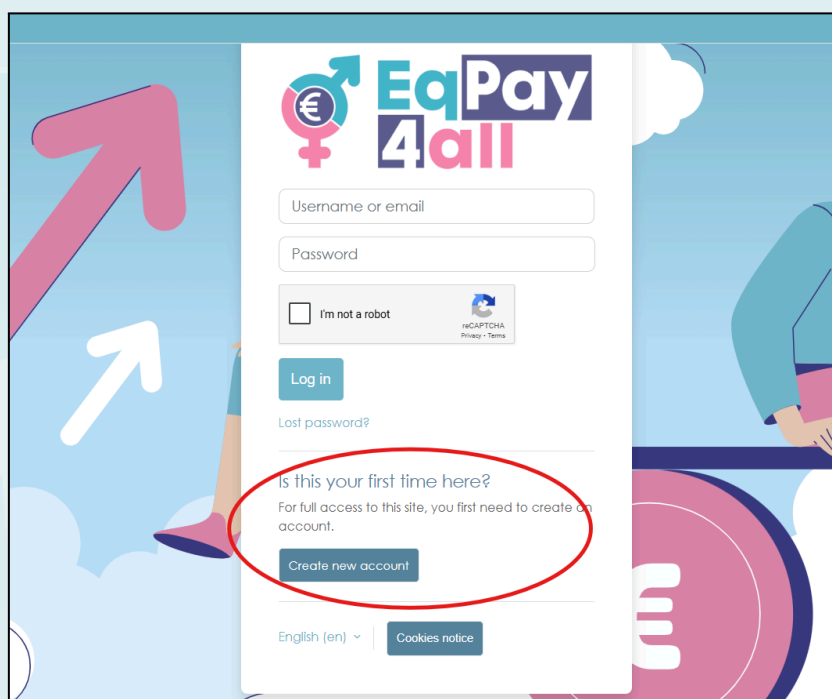 € EqPay
4all
Username or email
Password
I'm not a robot
reCAPTCHA
Privacy - Terms
Log in
Lost password?
Is this your first time here?
For full access to this site, you first need to create an
account.
Create new account
English (en)
Cookies notice
€